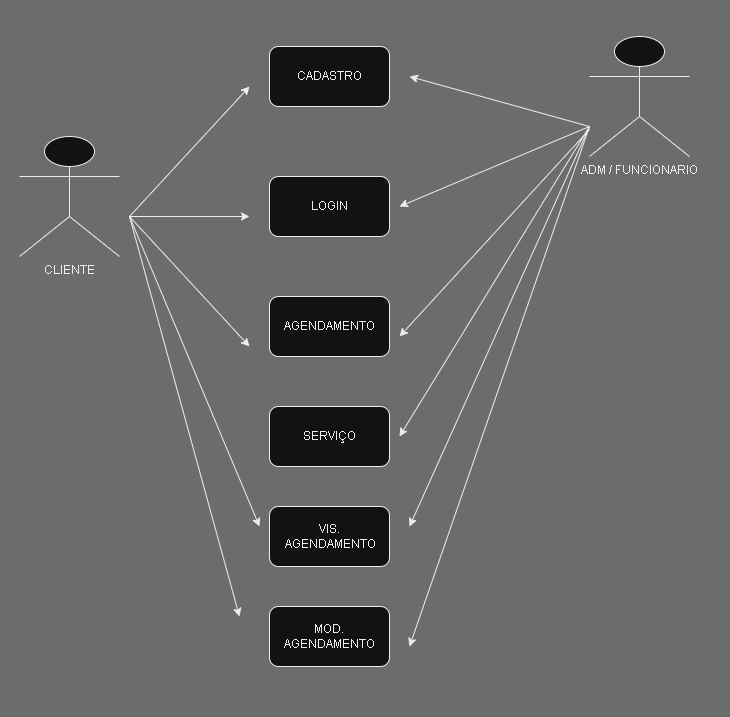 CADASTRO
ADM / FUNCIONARIO
LOGIN
CLIENTE
AGENDAMENTO
SERVIÇO
VIS.
AGENDAMENTO
MOD.
AGENDAMENTO